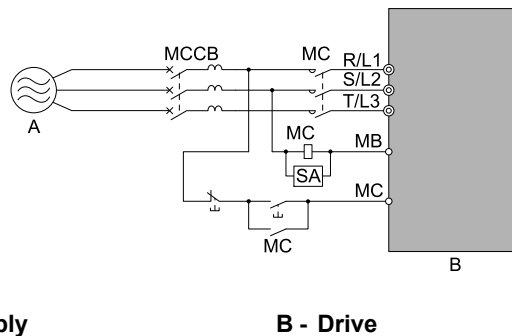 MCCB MC R/L1
S/L2
T/L3
A
MC MB
SA
MC
MC
B
B - Drive